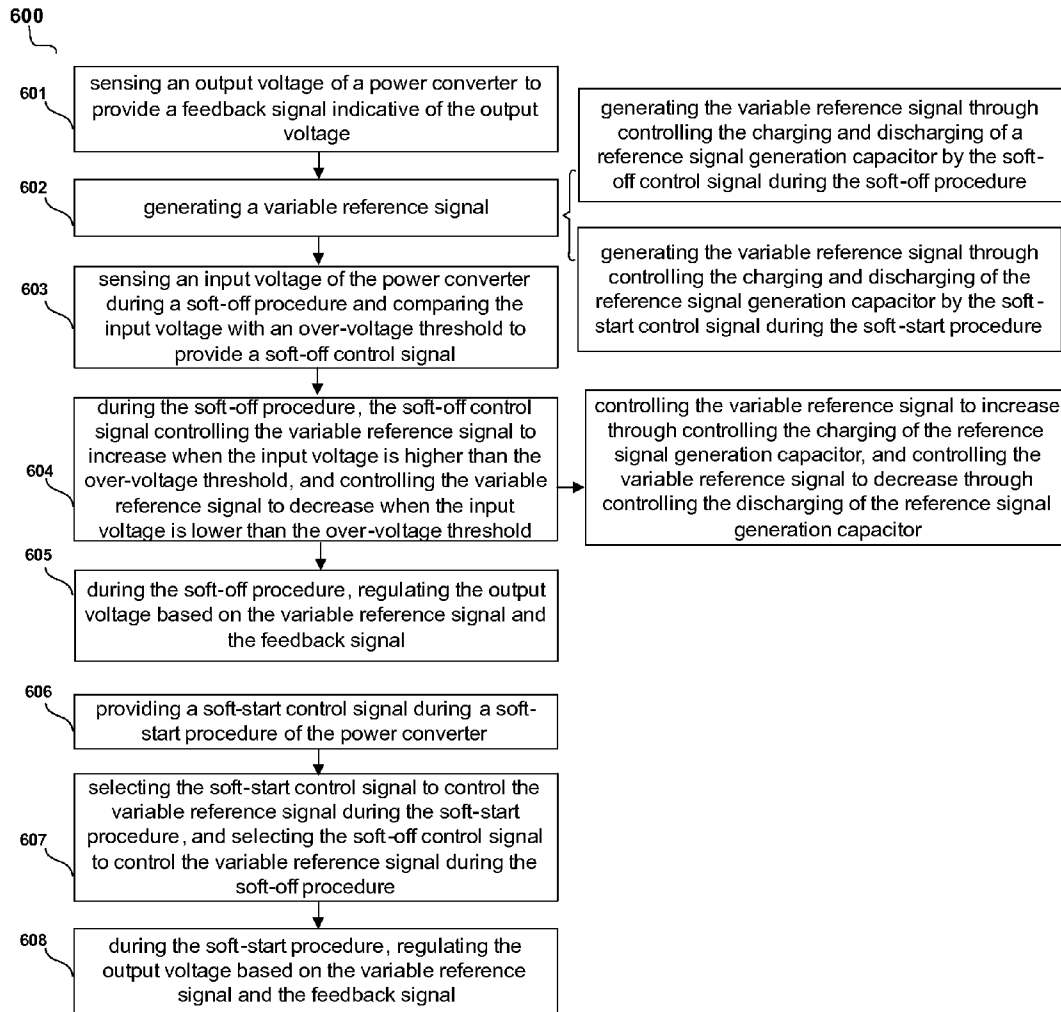 600
601
sensing an output voltage of a power converter to
provide a feedback signal indicative of the output
voltage
602
generating a variable reference signal
generating the variable reference signal through
controlling the charging and discharging of a
reference signal generation capacitor by the soft-
off control signal during the soft-off procedure
generating the variable reference signal through
controlling the charging and discharging of the
reference signal generation capacitor by the soft-
start control signal during the soft-start procedure
603
sensing an input voltage of the power converter
during a soft-off procedure and comparing the
input voltage with an over-voltage threshold to
provide a soft-off control signal
604
during the soft-off procedure, the soft-off control
signal controlling the variable reference signal to
increase when the input voltage is higher than the
over-voltage threshold, and controlling the variable
reference signal to decrease when the input
voltage is lower than the over-voltage threshold
controlling the variable reference signal to increase
through controlling the charging of the reference
signal generation capacitor, and controlling the
variable reference signal to decrease through
controlling the discharging of the reference signal
generation capacitor
605
during the soft-off procedure, regulating the output
voltage based on the variable reference signal and
the feedback signal
606
providing a soft-start control signal during a soft-
start procedure of the power converter
607
selecting the soft-start control signal to control the
variable reference signal during the soft-start
procedure, and selecting the soft-off control signal
to control the variable reference signal during the
soft-off procedure
608
during the soft-start procedure, regulating the
output voltage based on the variable reference
signal and the feedback signal